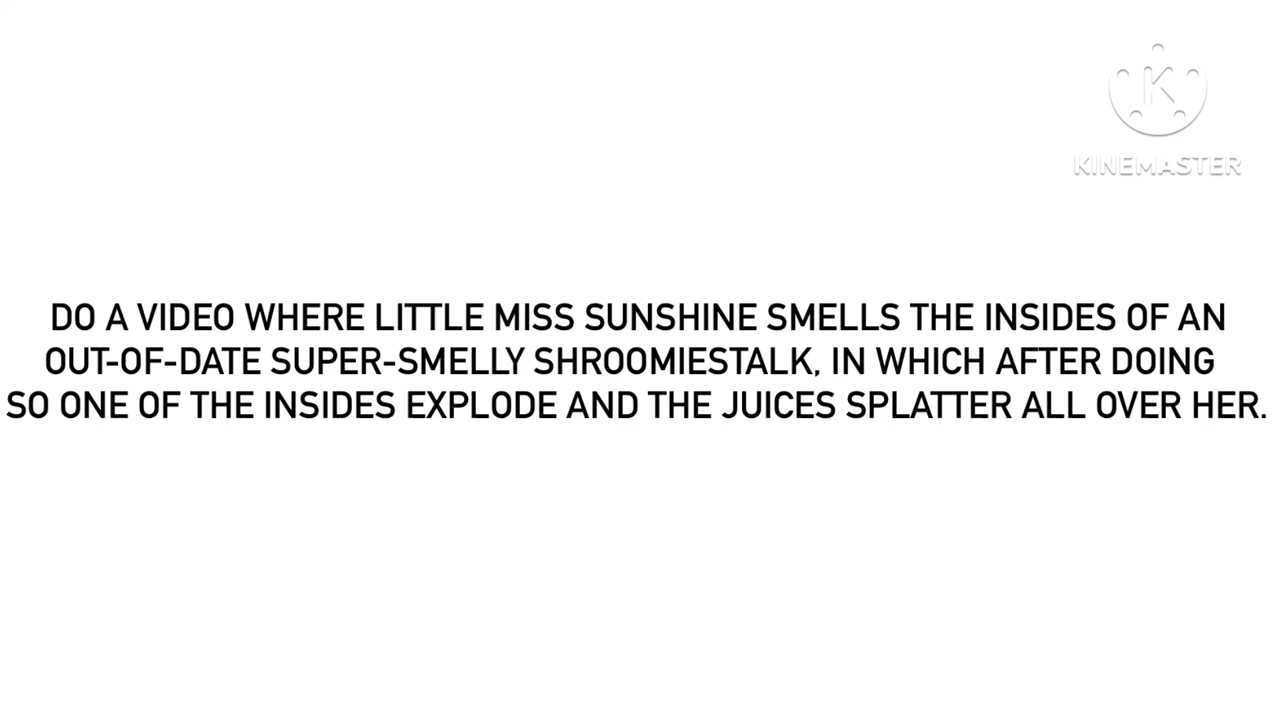 KINEMASTER
DO A VIDEO WHERE LITTLE MISS SUNSHINE SMELLS THE INSIDES OF AN
OUT-OF-DATE SUPER-SMELLY SHROOMIESTALK, IN WHICH AFTER DOING
SO ONE OF THE INSIDES EXPLODE AND THE JUICES SPLATTER ALL OVER HER.